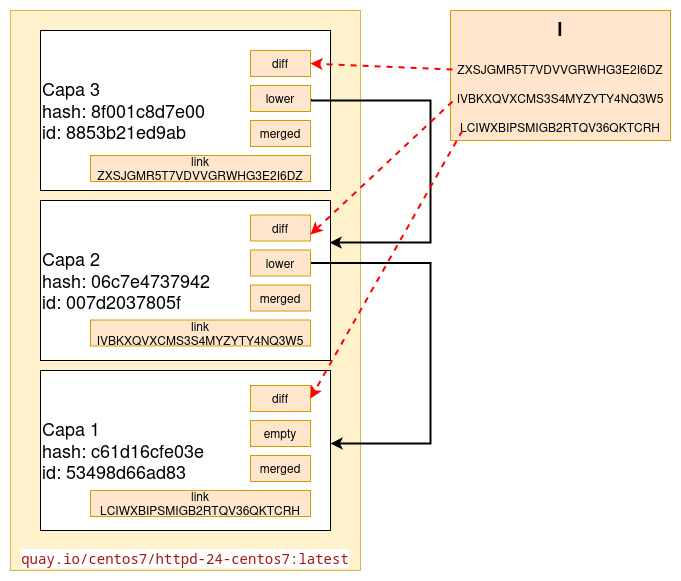 Capa 3
hash: 8f001c8d7e00
id: 8853b21ed9ab
diff
lower
merged
link
ZXSJGMR5T7VDVVGRWHG3E2I6DZ
Capa 2
hash: 06c7e4737942
id: 007d2037805f
diff
lower
merged
link
IVBKXQVXCMS3S4MYZYTY4NQ3W5
Capa 1
hash: c61d16cfe03e
id: 53498d66ad83
diff
empty
merged
link
LCIWXBIPSMIGB2RTQV36QKTCRH
quay.io/centos7/httpd-24-centos7:latest
l
ZXSJGMR5T7VDVVGRWHG3E2I6DZ
IVBKXQVXCMS3S4MYZYTY4NQ3W5
LCIWXBIPSMIGB2RTQV36QKTCRH